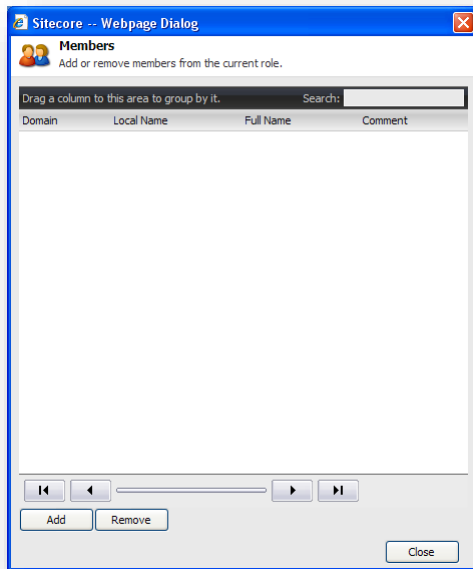 Sitecore -- Webpage Dialog
Members
Add or remove members from the current role.
Drag a column to this area to group by it. Search:
Domain Local Name Full Name Comment
Add Remove
Close